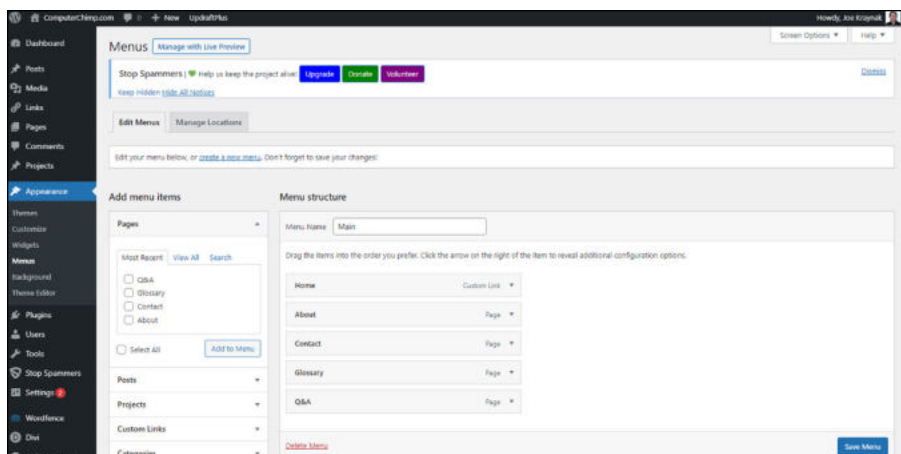 ComputerChimp.com 0 + New UpdraftPlus Howdy, Joe Kraynak
Screen Options Help
Dashboard
Posts
Media
Links
Pages
Comments
Projects
Appearance
Themes
Customize
Widgets
Menus
Background
Theme Editor
Plugins
Users
Tools
Stop Spammers
Settings 2
Wordfence
Divi
Menus Manage with Live Preview
Stop Spammers | Help us keep the project alive! Upgrade Donate Volunteer Dismiss
Keep Hidden Hide All Notices
Edit Menus Manage Locations
Edit your menu below, or create a new menu. Don't forget to save your changes!
Add menu items
Pages
Most Recent View All Search
Q&A
Glossary
Contact
About
Select All Add to Menu
Posts
Projects
Custom Links
Categories
Menu structure
Menu Name Main
Drag the items into the order you prefer. Click the arrow on the right of the item to reveal additional configuration options.
Home Custom Link
About Page
Contact Page
Glossary Page
Q&A Page
Delete Menu Save Menu